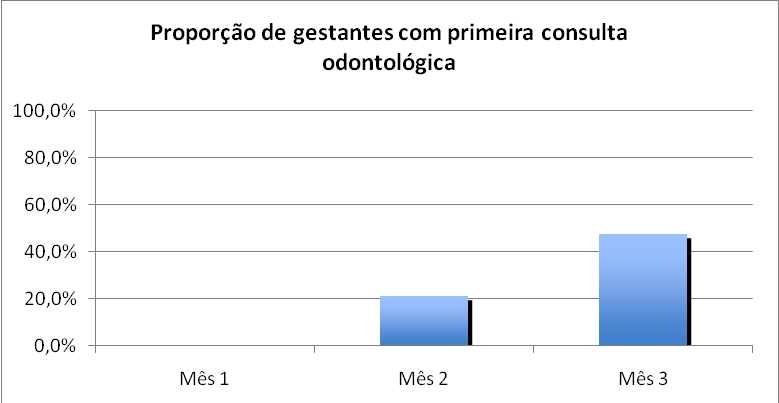 Proporção de gestantes com primeira consulta
odontológica
100,0%
80,0%
60,0%
40,0%
20,0%
0,0%
Mês 1
Mês 2
Mês 3